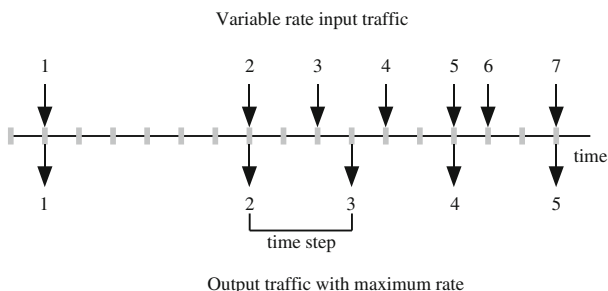 Variable rate input traffic
1 2 3 4 5 6 7
time
1 2 3 4 5
time step
Output traffic with maximum rate